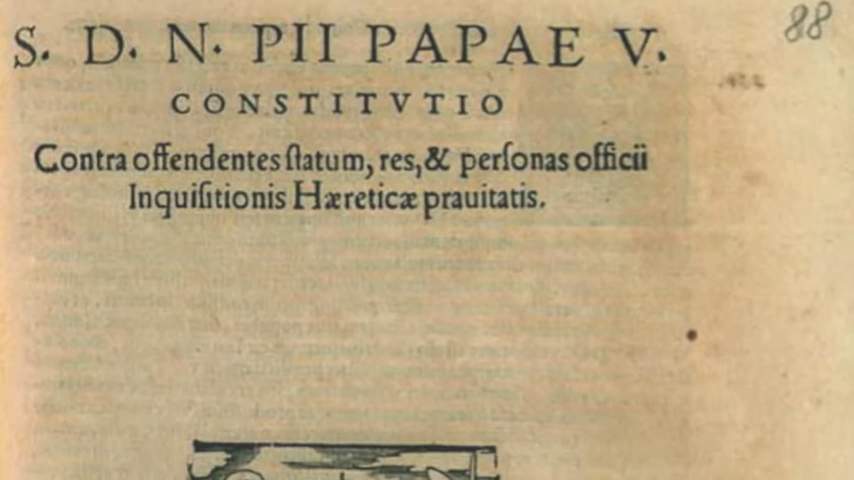 88
S. D. N. PII PAPAE V.
CONSTITVTIO
Contra offendentes ſtatum, res, & perſonas officii
Inquiſitionis Hæreticæ prauitatis.